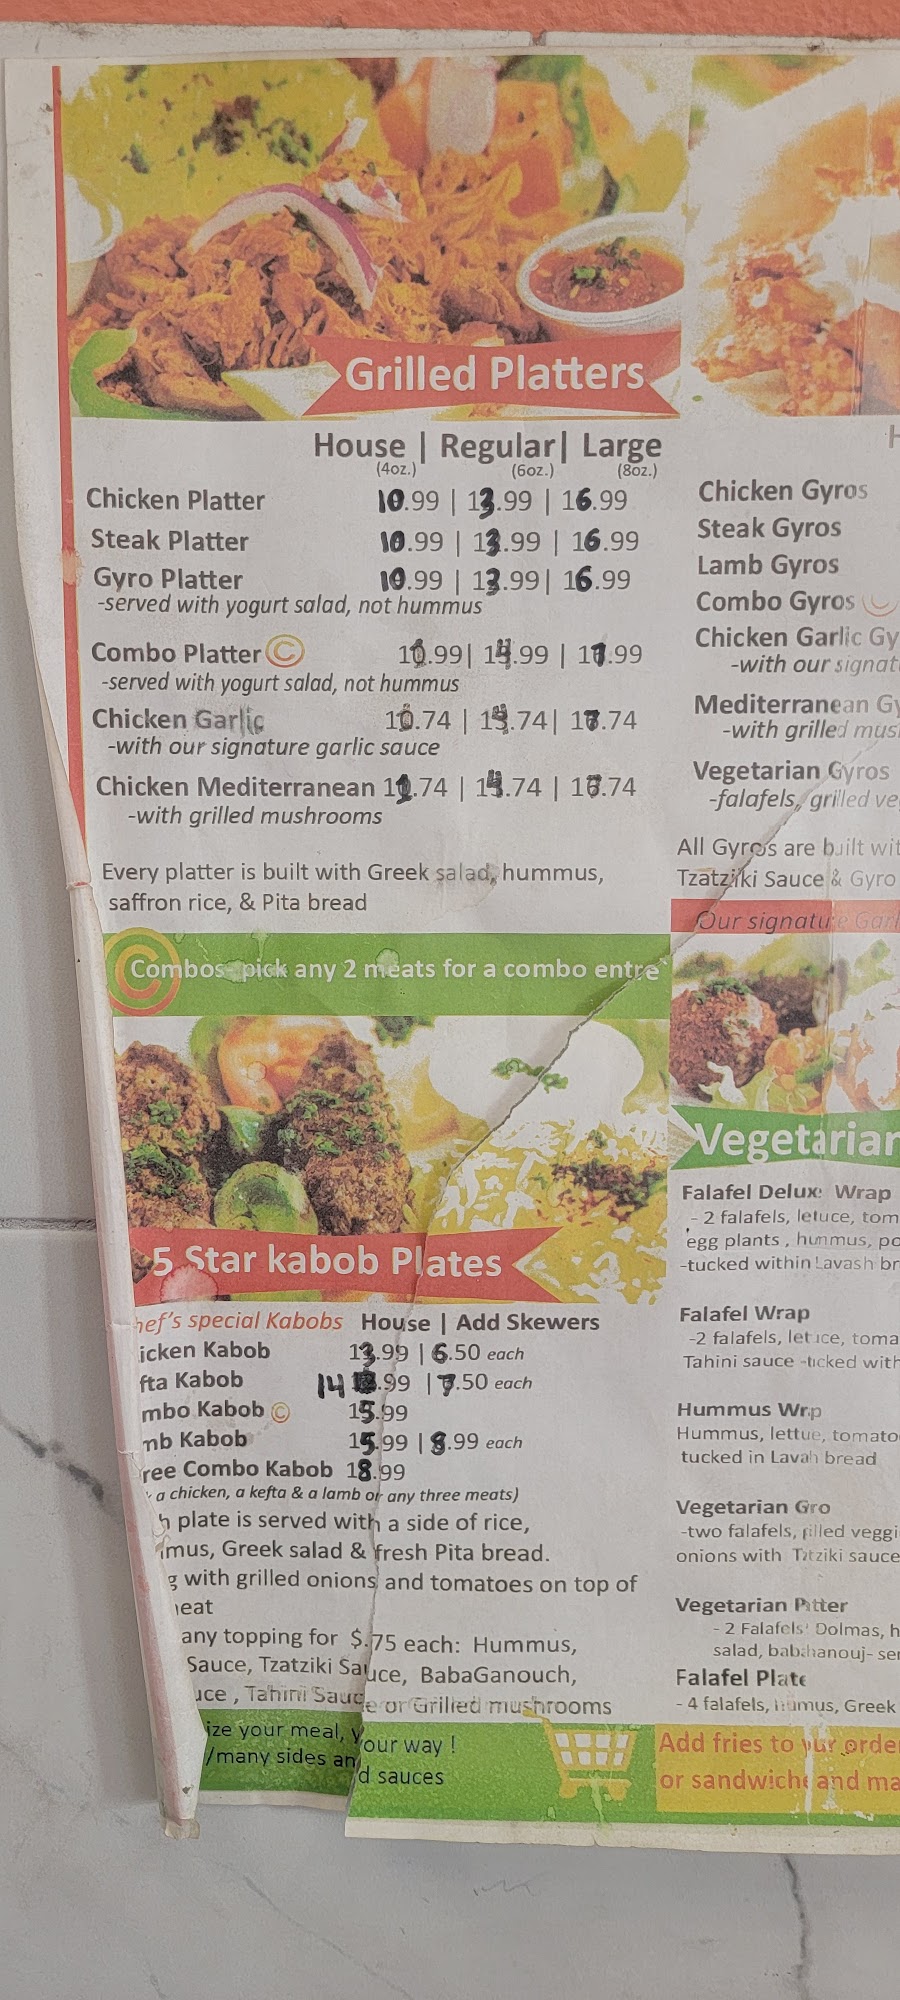 Grilled Platters
House | Regular| Large
(4oz.) (6oz.) (8oz.)
Chicken Platter 10.99 | 13.99 | 16.99
Steak Platter 10.99 | 13.99 | 16.99
Gyro Platter 10.99 | 13.99| 16.99
-served with yogurt salad, not hummus
Combo Platter © .99| 14.99 | .99
-served with yogurt salad, not hummus
Chicken Garlic .74 | 14.74| .74
-with our signature garlic sauce
Chicken Mediterranean .74 | 14.74 | .74
-with grilled mushrooms
Every platter is built with Greek salad, hummus,
saffron rice, & Pita bread
© Combos- pick any 2 meats for a combo entre
5 Star kabob Plates
hef's special Kabobs House | Add Skewers
icken Kabob 13.99 | 6.50 each
fta Kabob 14 .99 | 7.50 each
mbo Kabob © 15.99
mb Kabob 15.99 | 8.99 each
ree Combo Kabob 18.99
a chicken, a kefta & a lamb or any three meats)
h plate is served with a side of rice,
mus, Greek salad & fresh Pita bread.
g with grilled onions and tomatoes on top of
eat
any topping for $.75 each: Hummus,
Sauce, Tzatziki Sauce, BabaGanouch,
uce , Tahini Sauce or Grilled mushrooms
ize your meal, your way !
/many sides and sauces
H
Chicken Gyros
Steak Gyros
Lamb Gyros
Combo Gyros
Chicken Garlic Gy
-with our signat
Mediterranean Gy
-with grilled mus
Vegetarian Gyros
-falafels, grilled ve
All Gyros are built wit
Tzatziki Sauce & Gyro
Our signature Garl
Vegetarian
Falafel Delux Wrap
- 2 falafels, letuce, tom
egg plants , hummus, po
-tucked within Lavash br
Falafel Wrap
-2 falafels, letuce, toma
Tahini sauce -tucked with
Hummus Wrp
Hummus, lettue, tomato
tucked in Lavah bread
Vegetarian Gro
-two falafels, rilled veggi
onions with Tztziki sauce
Vegetarian Pltter
- 2 Falafels Dolmas, h
salad, babahanouj- ser
Falafel Plate
- 4 falafels, humus, Greek
Add fries to your orde
or sandwiche and ma